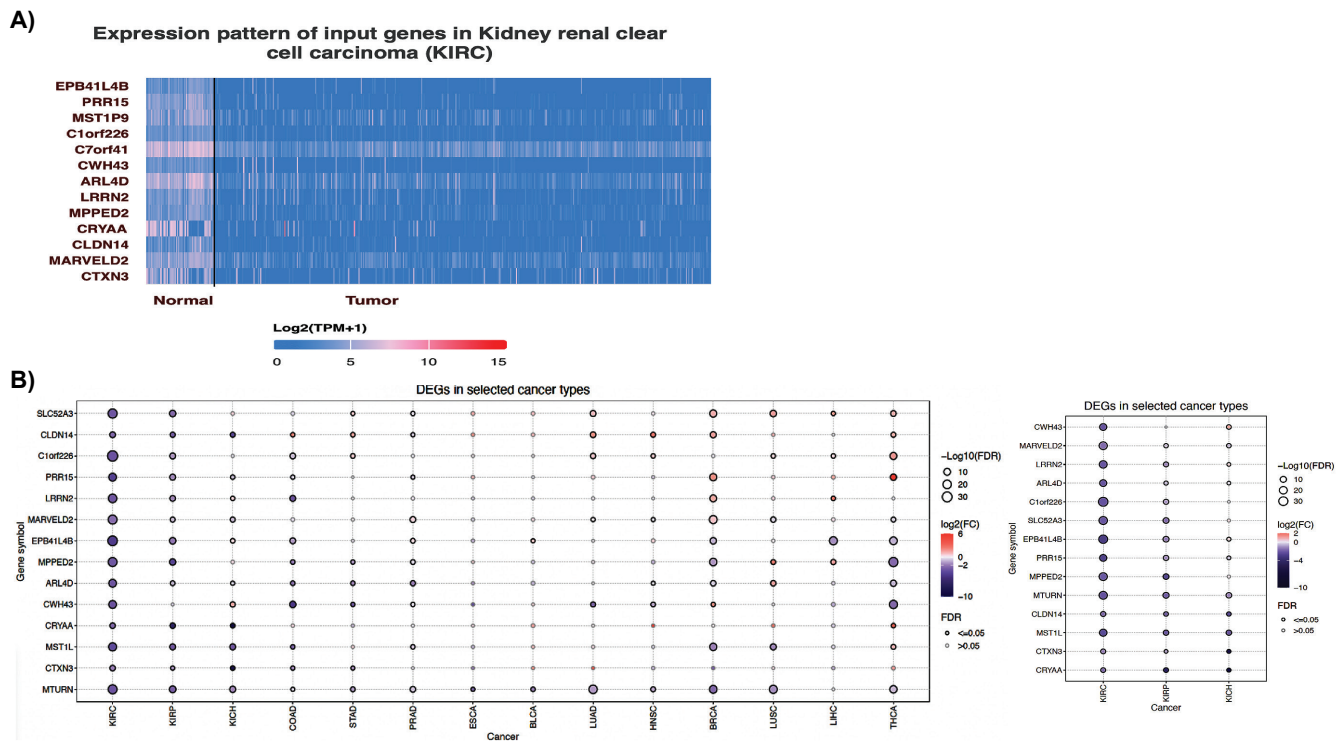 A)
Expression pattern of input genes in Kidney renal clear
cell carcinoma (KIRC)
EPB41L4B
PRR15
MST1P9
C1orf226
C7orf41
CWH43
ARL4D
LRRN2
MPPED2
CRYAA
CLDN14
MARVELD2
CTXN3
Normal
Tumor
Log2(TPM+1)
0 5 10 15
B)
DEGs in selected cancer types
Gene symbol
SLC52A3
CLDN14
C1orf226
PRR15
LRRN2
MARVELD2
EPB41L4B
MPPED2
ARL4D
CWH43
CRYAA
MST1L
CTXN3
MTURN
KIRC KIRP KICH COAD STAD PRAD ESCA BLCA LUAD HNSC BRCA LUSC LIHC THCA
Cancer
-Log10(FDR)
10
20
30
log2(FC)
6
3
0
-2
-10
FDR
<=0.05
>0.05
DEGs in selected cancer types
Gene symbol
CWH43
MARVELD2
LRRN2
ARL4D
C1orf226
SLC52A3
EPB41L4B
PRR15
MPPED2
MTURN
CLDN14
MST1L
CTXN3
CRYAA
KIRC KIRP KICH
Cancer
-Log10(FDR)
10
20
30
log2(FC)
2
0
-4
-8
-10
FDR
<=0.05
>0.05